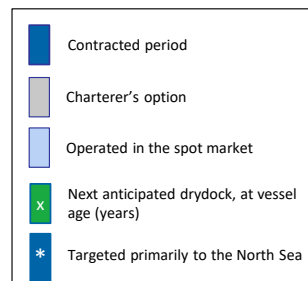 Contracted period
Charterer's option
Operated in the spot market
x Next anticipated drydock, at vessel
age (years)
* Targeted primarily to the North Sea